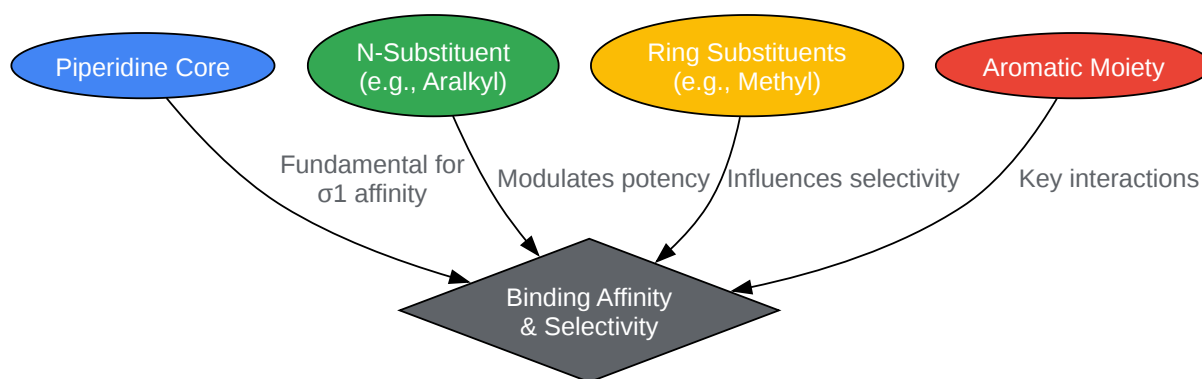 Piperidine Core
N-Substituent
(e.g., Aralkyl)
Ring Substituents
(e.g., Methyl)
Aromatic Moiety
Fundamental for
σ1 affinity
Modulates potency
Influences selectivity
Key interactions
Binding Affinity
& Selectivity